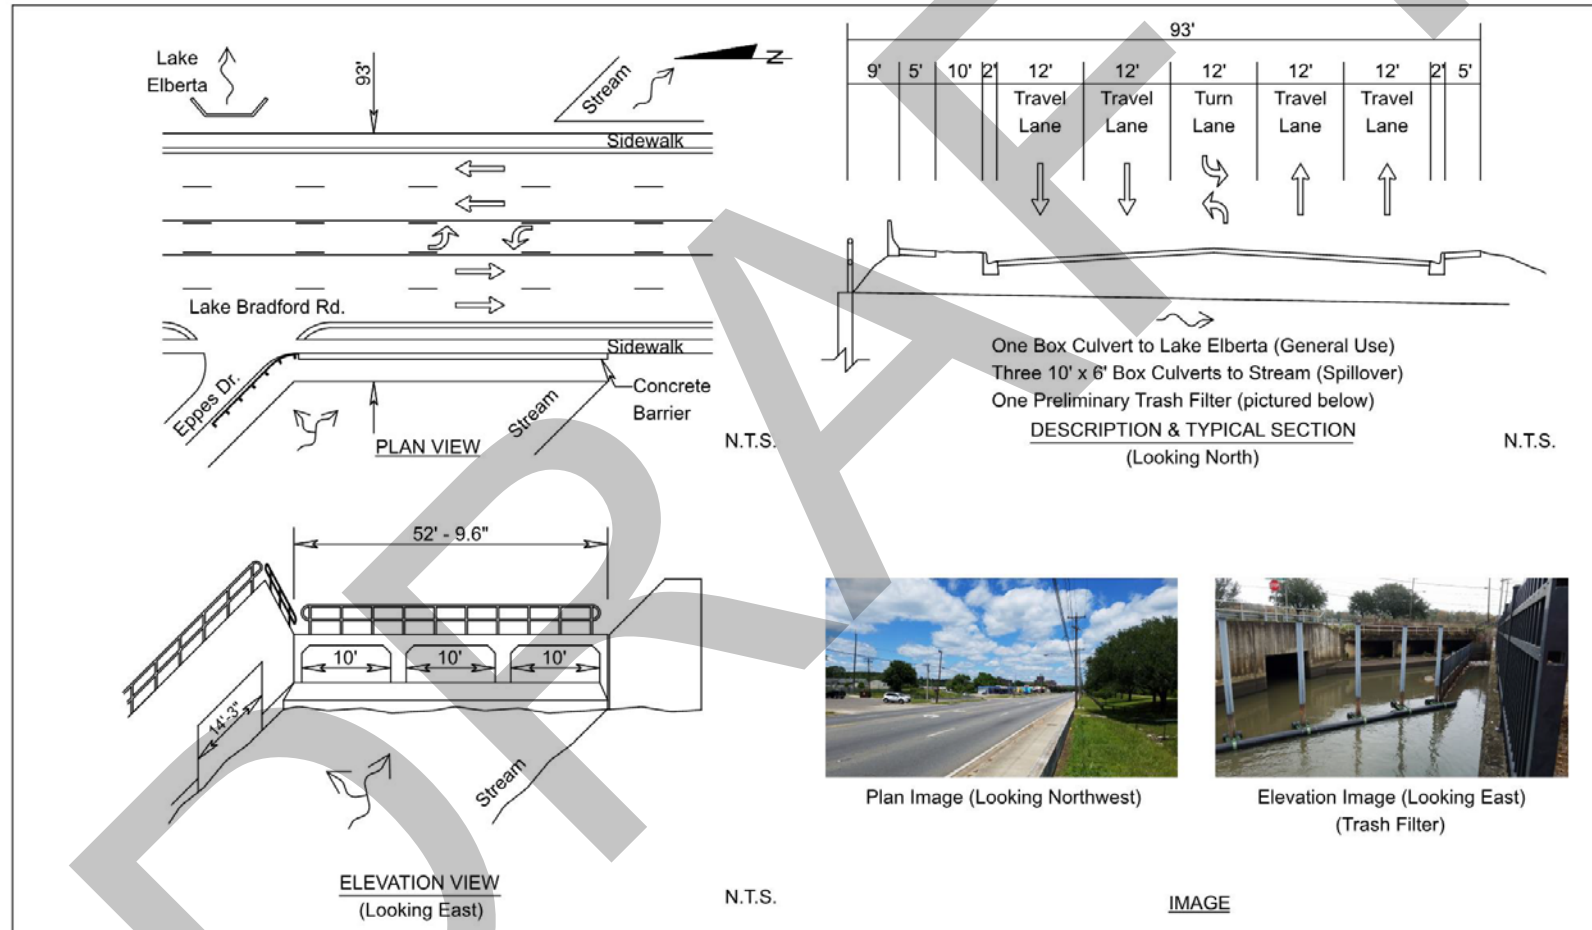 Lake
Elberta
93'
Stream
N
Sidewalk
Lake Bradford Rd.
Sidewalk
Eppes Dr.
Stream
Concrete
Barrier
PLAN VIEW
N.T.S.
93'
9' 5' 10' 2' 12' 12' 12' 12' 12' 2' 5'
Travel Travel Turn Travel Travel
Lane Lane Lane Lane Lane
One Box Culvert to Lake Elberta (General Use)
Three 10' x 6' Box Culverts to Stream (Spillover)
One Preliminary Trash Filter (pictured below)
DESCRIPTION & TYPICAL SECTION
(Looking North)
N.T.S.
52' - 9.6"
10' 10' 10'
14'-3"
Stream
ELEVATION VIEW
(Looking East)
N.T.S.
Plan Image (Looking Northwest)
Elevation Image (Looking East)
(Trash Filter)
IMAGE
DRAFT